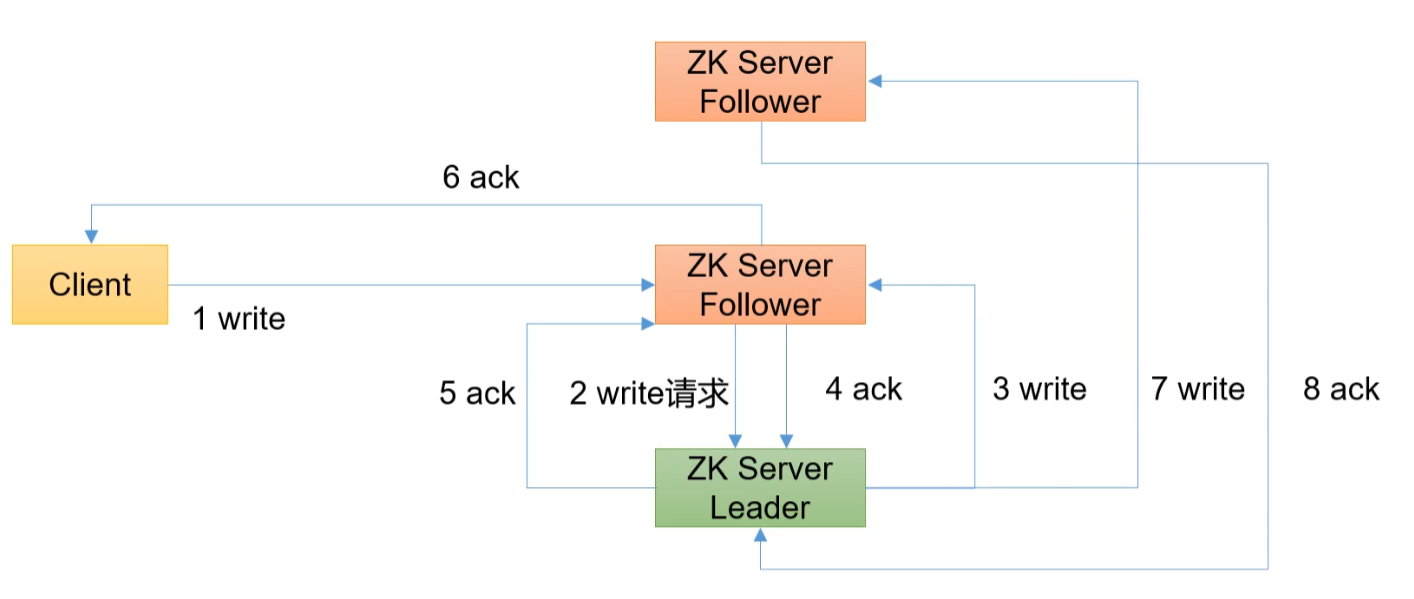 ZK Server
Follower
6 ack
Client
1 write
ZK Server
Follower
5 ack
2 write请求
4 ack
3 write
7 write
8 ack
ZK Server
Leader